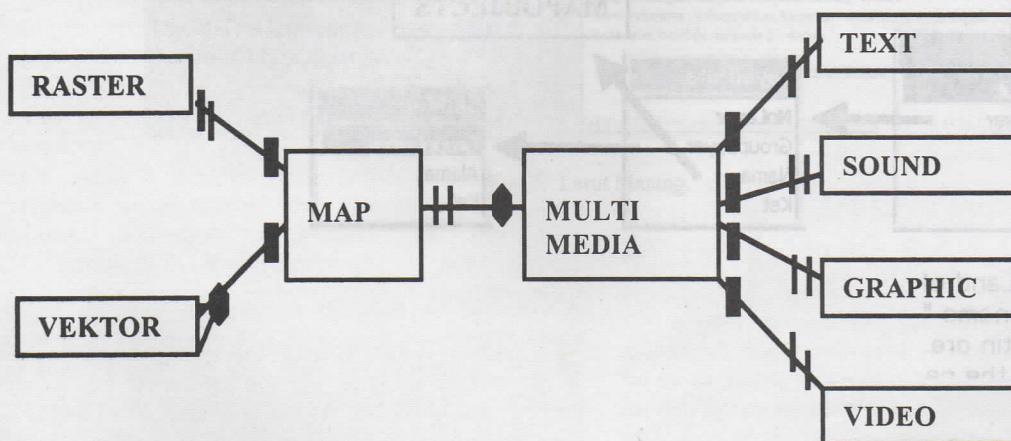 TEXT
RASTER
SOUND
MAP
MULTI
MEDIA
GRAPHIC
VEKTOR
VIDEO